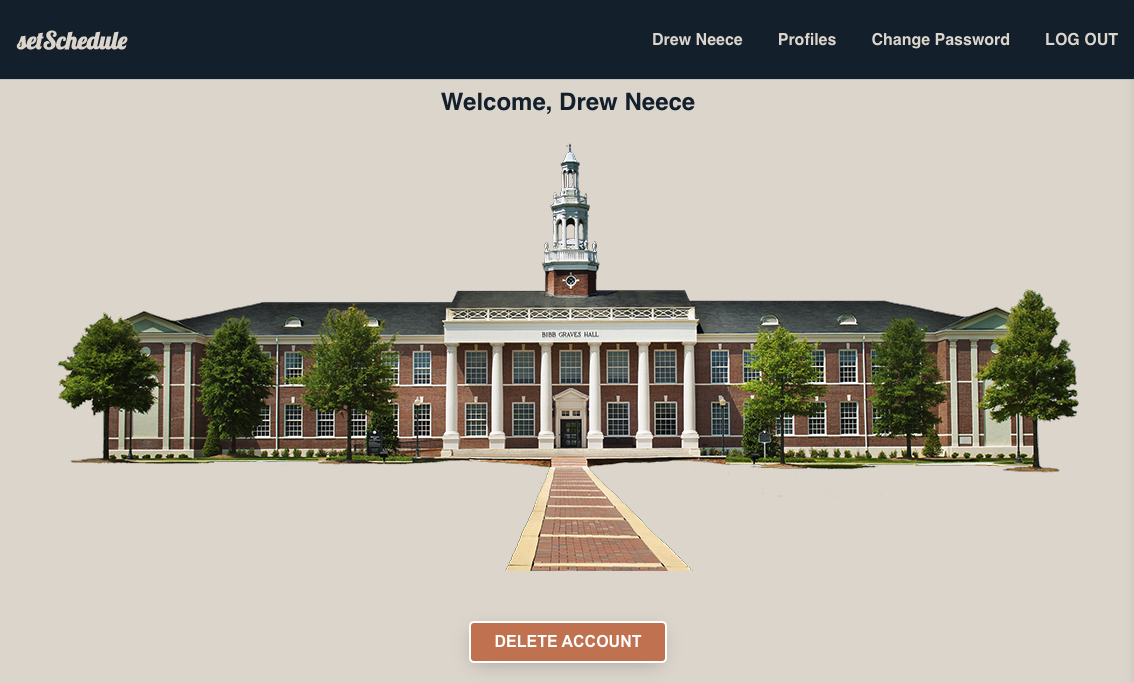 setSchedule
Drew Neece
Profiles
Change Password
LOG OUT
Welcome, Drew Neece
BIBB GRAVES HALL
DELETE ACCOUNT